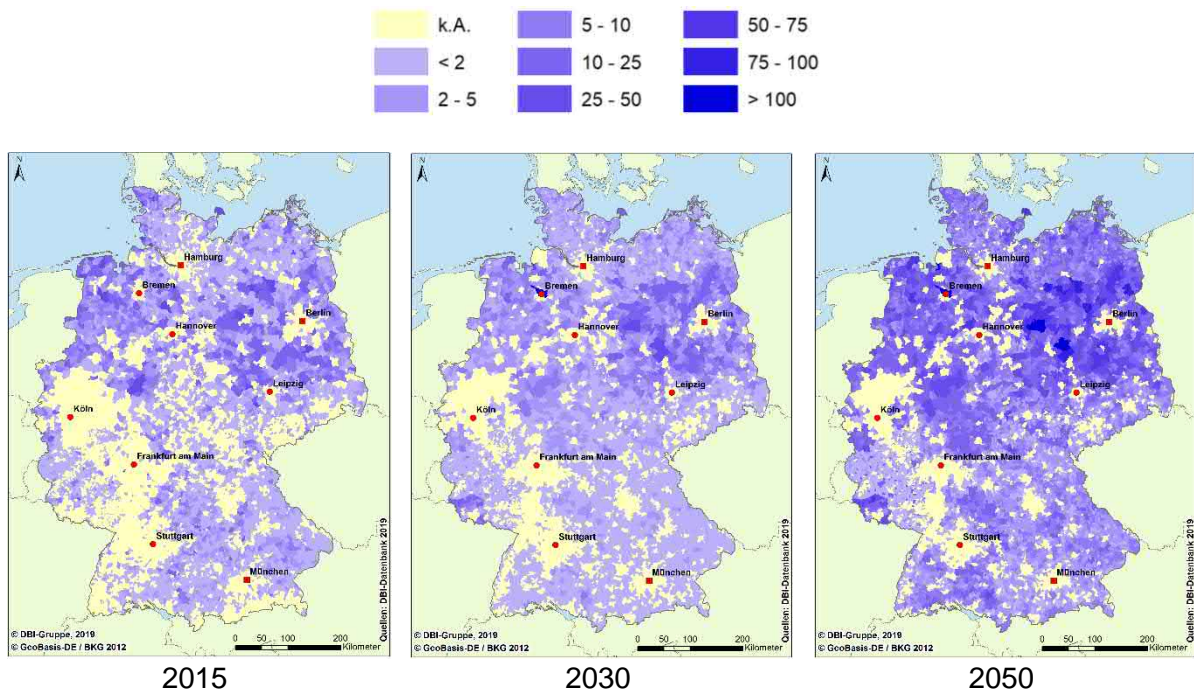 k.A.
5 - 10
50 - 75
< 2
10 - 25
75 - 100
2 - 5
25 - 50
> 100
N
Hamburg
Bremen
Berlin
Hannover
Leipzig
Köln
Frankfurt am Main
Stuttgart
München
© DBI-Gruppe, 2019
© GeoBasis-DE / BKG 2012
0 50 100 200
Kilometer
Quellen: DBI-Datenbank 2019
2015
N
Hamburg
Bremen
Berlin
Hannover
Leipzig
Köln
Frankfurt am Main
Stuttgart
München
© DBI-Gruppe, 2019
© GeoBasis-DE / BKG 2012
0 50 100 200
Kilometer
Quellen: DBI-Datenbank 2019
2030
N
Hamburg
Bremen
Berlin
Hannover
Leipzig
Köln
Frankfurt am Main
Stuttgart
München
© DBI-Gruppe, 2019
© GeoBasis-DE / BKG 2012
0 50 100 200
Kilometer
Quellen: DBI-Datenbank 2019
2050